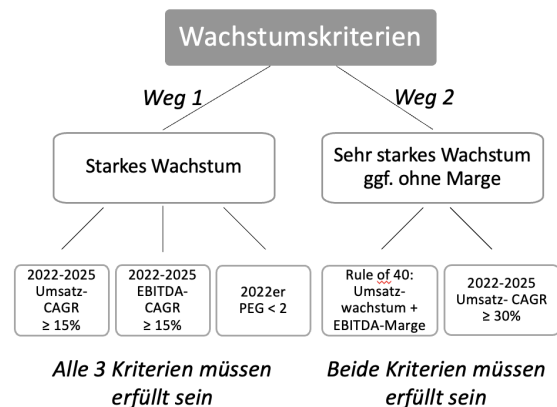 Wachstumskriterien
Weg 1
Weg 2
Starkes Wachstum
Sehr starkes Wachstum
ggf. ohne Marge
2022-2025
Umsatz-
CAGR
≥ 15%
2022-2025
EBITDA-
CAGR
≥ 15%
2022er
PEG < 2
Rule of 40:
Umsatz-
wachstum +
EBITDA-Marge
2022-2025
Umsatz- CAGR
≥ 30%
Alle 3 Kriterien müssen
erfüllt sein
Beide Kriterien müssen
erfüllt sein